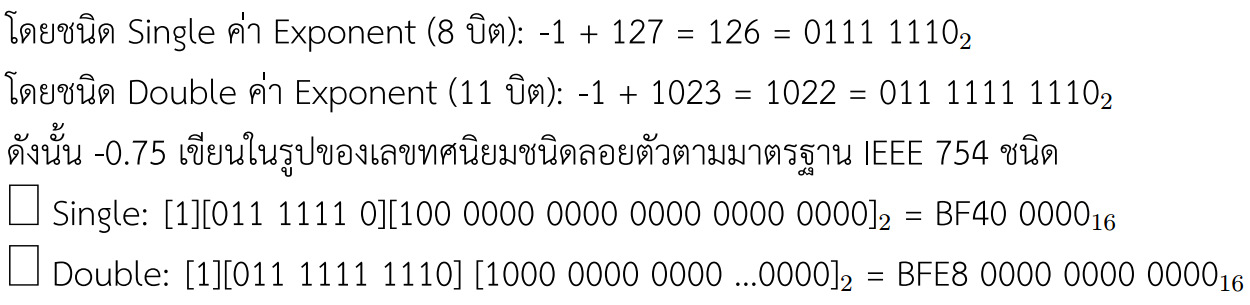 โดยชนิด Single ค่า Exponent (8 บิต): -1 + 127 = 126 = 0111 1110₂
โดยชนิด Double ค่า Exponent (11 บิต): -1 + 1023 = 1022 = 011 1111 1110₂
ดังนั้น -0.75 เขียนในรูปของเลขทศนิยมชนิดลอยตัวตามมาตรฐาน IEEE 754 ชนิด
□ Single: [1][011 1111 0][100 0000 0000 0000 0000 0000]₂ = BF40 0000₁₆
□ Double: [1][011 1111 1110] [1000 0000 0000 ...0000]₂ = BFE8 0000 0000 0000₁₆